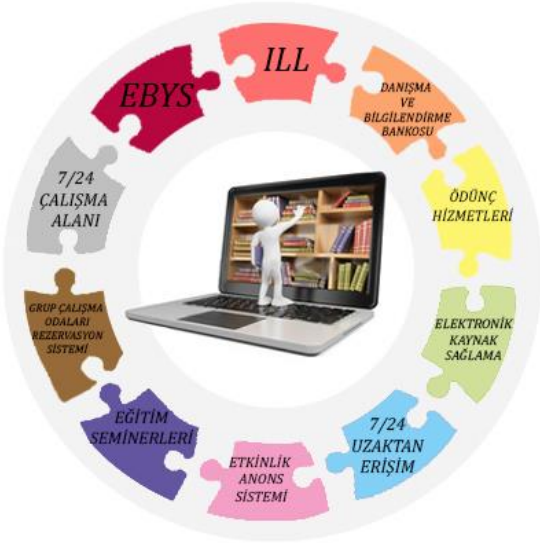 ILL
DANIŞMA
VE
BİLGİLENDİRME
BANKOSU
ÖDÜNÇ
HİZMETLERİ
ELEKTRONİK
KAYNAK
SAĞLAMA
7/24
UZAKTAN
ERİŞİM
ETKİNLİK
ANONS
SİSTEMİ
EĞİTİM
SEMİNERLERİ
GRUP ÇALIŞMA
ODALARI
REZERVASYON
SİSTEMİ
7/24
ÇALIŞMA
ALANI
EBYS